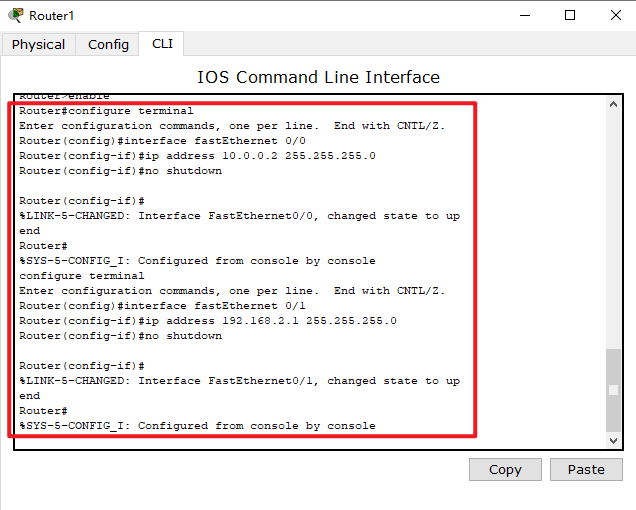 Router1
Physical Config CLI
IOS Command Line Interface
Router>enable
Router#configure terminal
Enter configuration commands, one per line.  End with CNTL/Z.
Router(config)#interface fastEthernet 0/0
Router(config-if)#ip address 10.0.0.2 255.255.255.0
Router(config-if)#no shutdown
Router(config-if)#
%LINK-5-CHANGED: Interface FastEthernet0/0, changed state to up
end
Router#
%SYS-5-CONFIG_I: Configured from console by console
configure terminal
Enter configuration commands, one per line.  End with CNTL/Z.
Router(config)#interface fastEthernet 0/1
Router(config-if)#ip address 192.168.2.1 255.255.255.0
Router(config-if)#no shutdown
Router(config-if)#
%LINK-5-CHANGED: Interface FastEthernet0/1, changed state to up
end
Router#
%SYS-5-CONFIG_I: Configured from console by console
Copy Paste